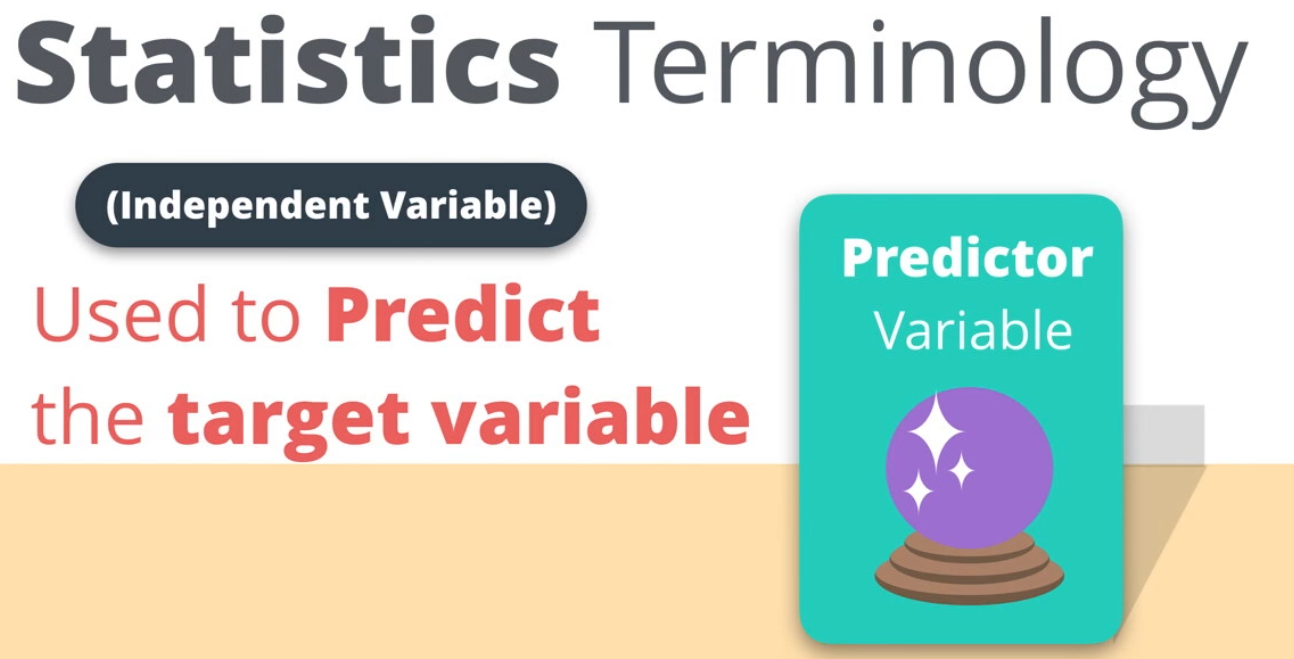 Statistics Terminology
(Independent Variable)
Used to Predict
the target variable
Predictor
Variable